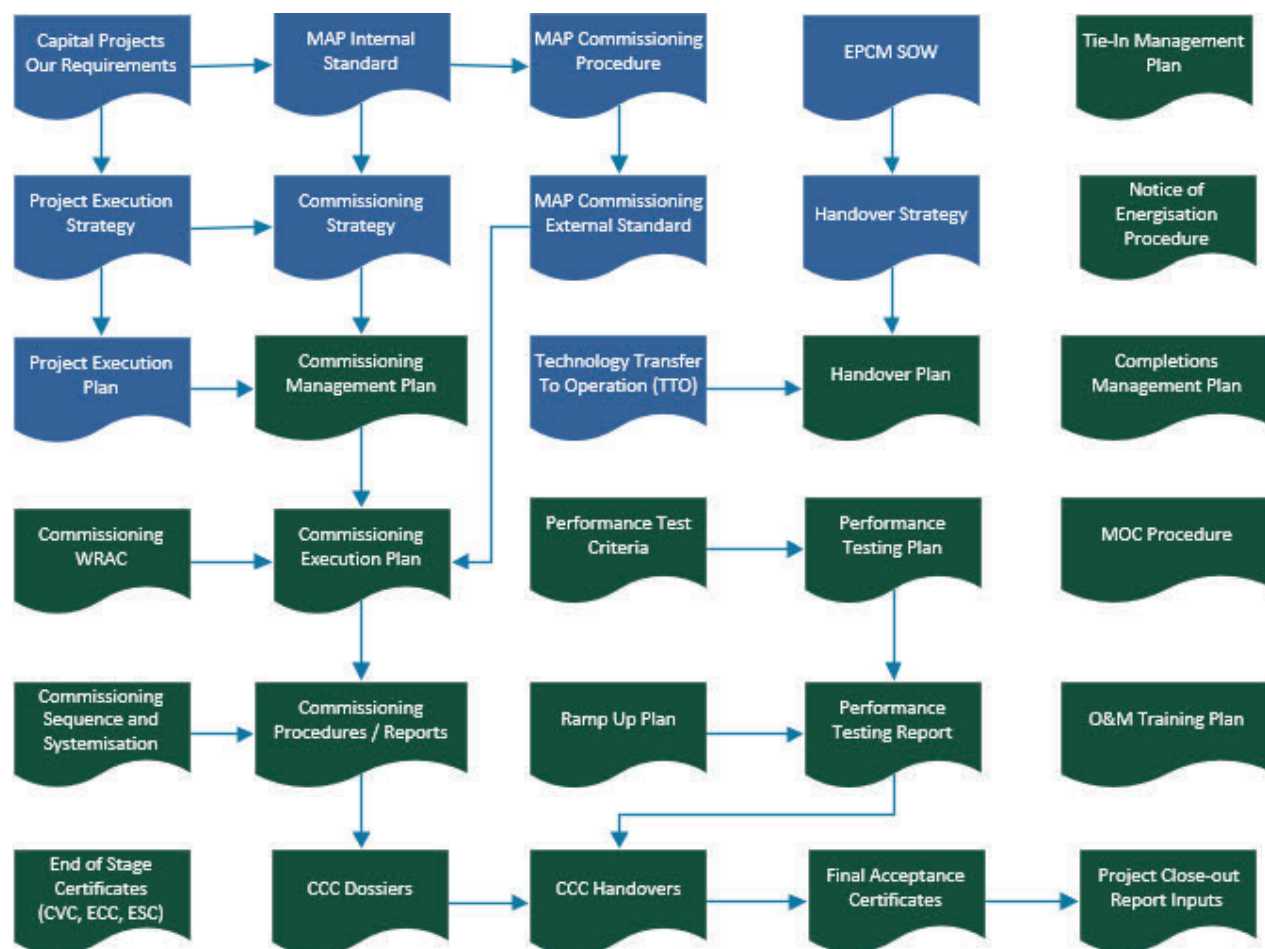 Capital Projects
Our Requirements
MAP Internal
Standard
MAP Commissioning
Procedure
EPCM SOW
Tie-In Management
Plan
Project Execution
Strategy
Commissioning
Strategy
MAP Commissioning
External Standard
Handover Strategy
Notice of
Energisation
Procedure
Project Execution
Plan
Commissioning
Management Plan
Technology Transfer
To Operation (TTO)
Handover Plan
Completions
Management Plan
Commissioning
WRAC
Commissioning
Execution Plan
Performance Test
Criteria
Performance
Testing Plan
MOC Procedure
Commissioning
Sequence and
Systemisation
Commissioning
Procedures / Reports
Ramp Up Plan
Performance
Testing Report
O&M Training Plan
End of Stage
Certificates
(CVC, ECC, ESC)
CCC Dossiers
CCC Handovers
Final Acceptance
Certificates
Project Close-out
Report Inputs